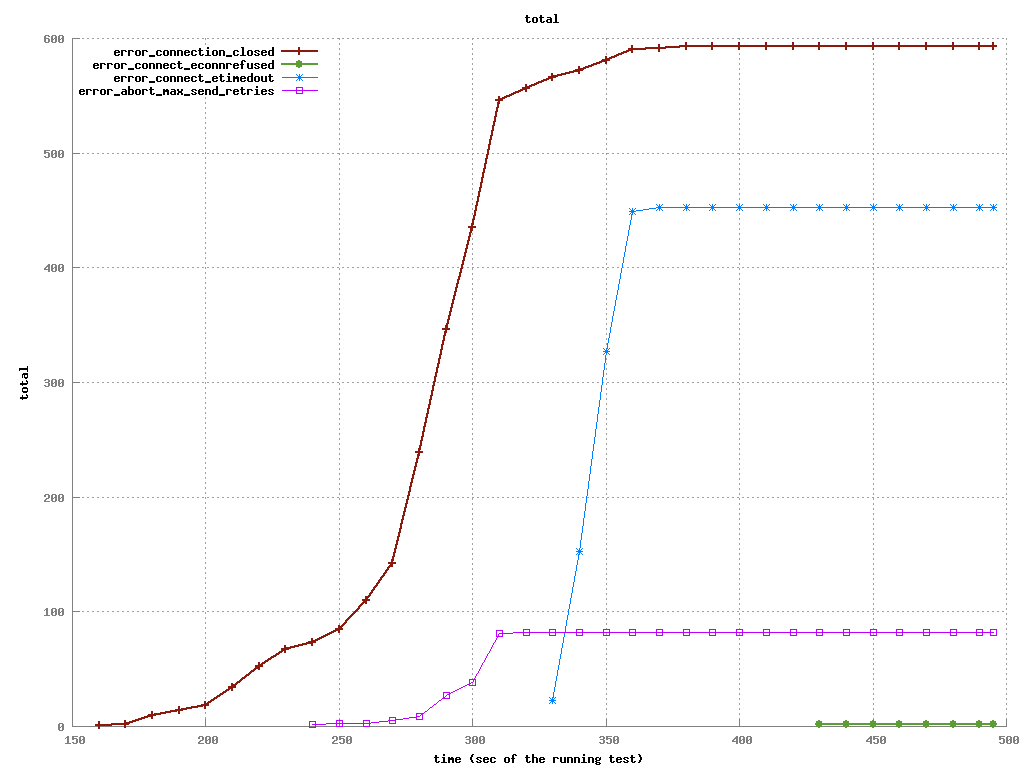 total
600
500
400
300
200
100
0
total
error_connection_closed
error_connect_econnrefused
error_connect_etimedout
error_abort_max_send_retries
150 200 250 300 350 400 450 500
time (sec of the running test)